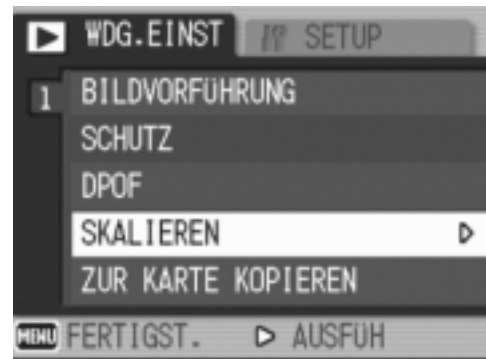 WDG.EINST SETUP
1 BILDVORFÜHRUNG
SCHUTZ
DPOF
SKALIEREN
ZUR KARTE KOPIEREN
MENU FERTIGST. AUSFÜH